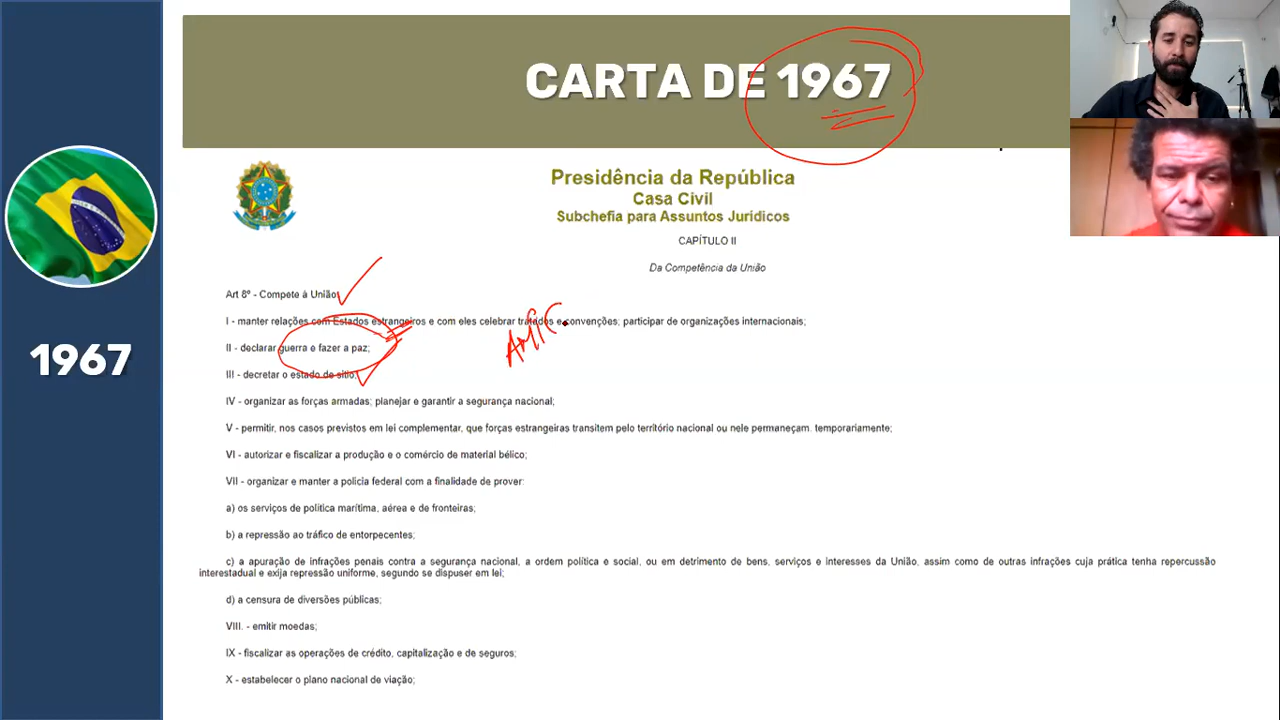 CARTA DE 1967
Presidência da República
Casa Civil
Subchefia para Assuntos Jurídicos
CAPÍTULO II
Da Competência da União
Art 8º - Compete à União:
I - manter relações com Estados estrangeiros e com eles celebrar tratados e convenções; participar de organizações internacionais;
II - declarar guerra e fazer a paz;
III - decretar o estado de sítio;
IV - organizar as forças armadas; planejar e garantir a segurança nacional;
V - permitir, nos casos previstos em lei complementar, que forças estrangeiras transitem pelo território nacional ou nele permaneçam. temporariamente;
VI - autorizar e fiscalizar a produção e o comércio de material bélico;
VII - organizar e manter a policia federal com a finalidade de prover:
a) os serviços de política marítima, aérea e de fronteiras;
b) a repressão ao tráfico de entorpecentes;
c) a apuração de infrações penais contra a segurança nacional, a ordem política e social, ou em detrimento de bens, serviços e interesses da União, assim como de outras infrações cuja prática tenha repercussão
interestadual e exija repressão uniforme, segundo se dispuser em lei;
d) a censura de diversões públicas;
VIII. - emitir moedas;
IX - fiscalizar as operações de crédito, capitalização e de seguros;
X - estabelecer o plano nacional de viação;
1967